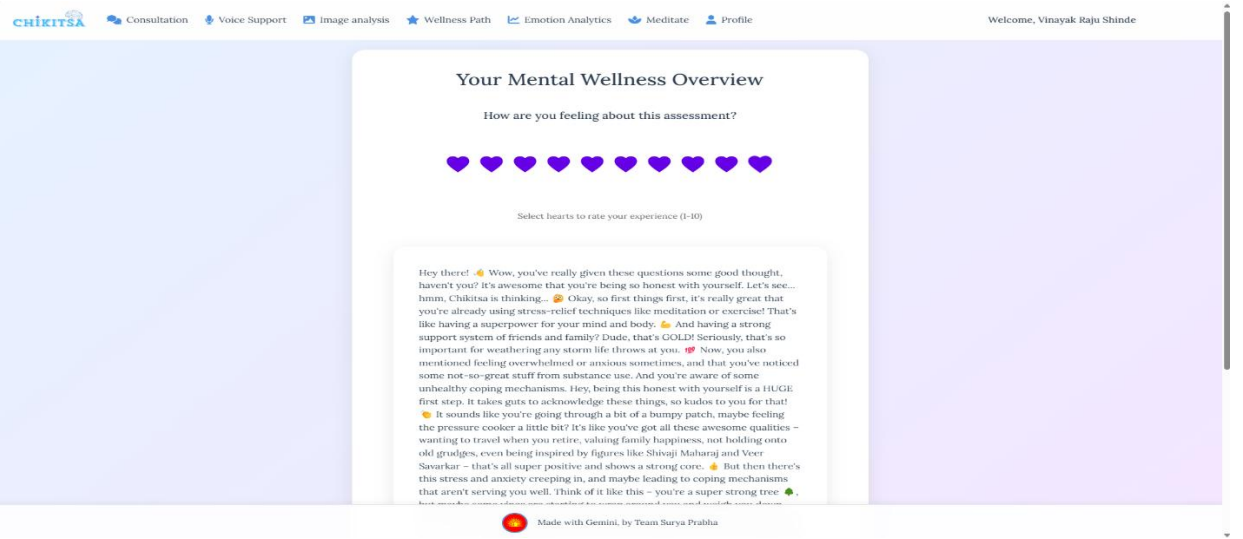 CHIKITSA
Consultation
Voice Support
Image analysis
Wellness Path
Emotion Analytics
Meditate
Profile
Welcome, Vinayak Raju Shinde
Your Mental Wellness Overview
How are you feeling about this assessment?
Select hearts to rate your experience (1-10)
Hey there! 👋 Wow, you've really given these questions some good thought,
haven't you? It's awesome that you're being so honest with yourself. Let's see...
hmm, Chikitsa is thinking... 🤔 Okay, so first things first, it's really great that
you're already using stress-relief techniques like meditation or exercise! That's
like having a superpower for your mind and body. 💪 And having a strong
support system of friends and family? Dude, that's GOLD! Seriously, that's so
important for weathering any storm life throws at you. 💯 Now, you also
mentioned feeling overwhelmed or anxious sometimes, and that you've noticed
some not-so-great stuff from substance use. And you're aware of some
unhealthy coping mechanisms. Hey, being this honest with yourself is a HUGE
first step. It takes guts to acknowledge these things, so kudos to you for that!
👏 It sounds like you're going through a bit of a bumpy patch, maybe feeling
the pressure cooker a little bit? It's like you've got all these awesome qualities –
wanting to travel when you retire, valuing family happiness, not holding onto
old grudges, even being inspired by figures like Shivaji Maharaj and Veer
Savarkar – that's all super positive and shows a strong core. 👍 But then there's
this stress and anxiety creeping in, and maybe leading to coping mechanisms
that aren't serving you well. Think of it like this – you're a super strong tree 🌳,
but maybe some vines are starting to wrap around you and weigh you down.
Made with Gemini, by Team Surya Prabha